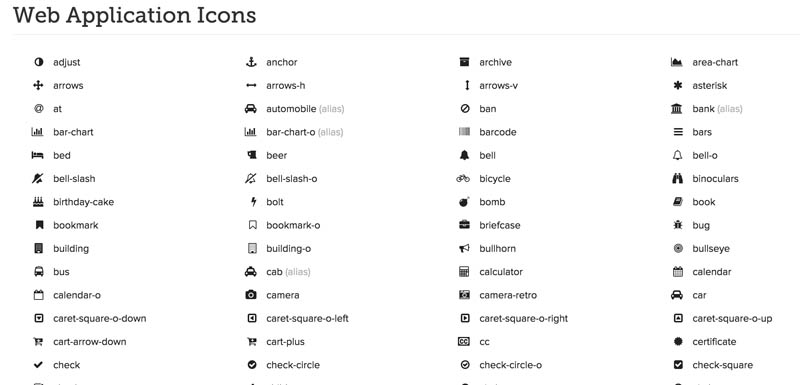 Web Application Icons
adjust anchor archive area-chart
arrows arrows-h arrows-v asterisk
at automobile (alias) ban bank (alias)
bar-chart bar-chart-o (alias) barcode bars
bed beer bell bell-o
bell-slash bell-slash-o bicycle binoculars
birthday-cake bolt bomb book
bookmark bookmark-o briefcase bug
building building-o bullhorn bullseye
bus cab (alias) calculator calendar
calendar-o camera camera-retro car
caret-square-o-down caret-square-o-left caret-square-o-right caret-square-o-up
cart-arrow-down cart-plus cc certificate
check check-circle check-circle-o check-square